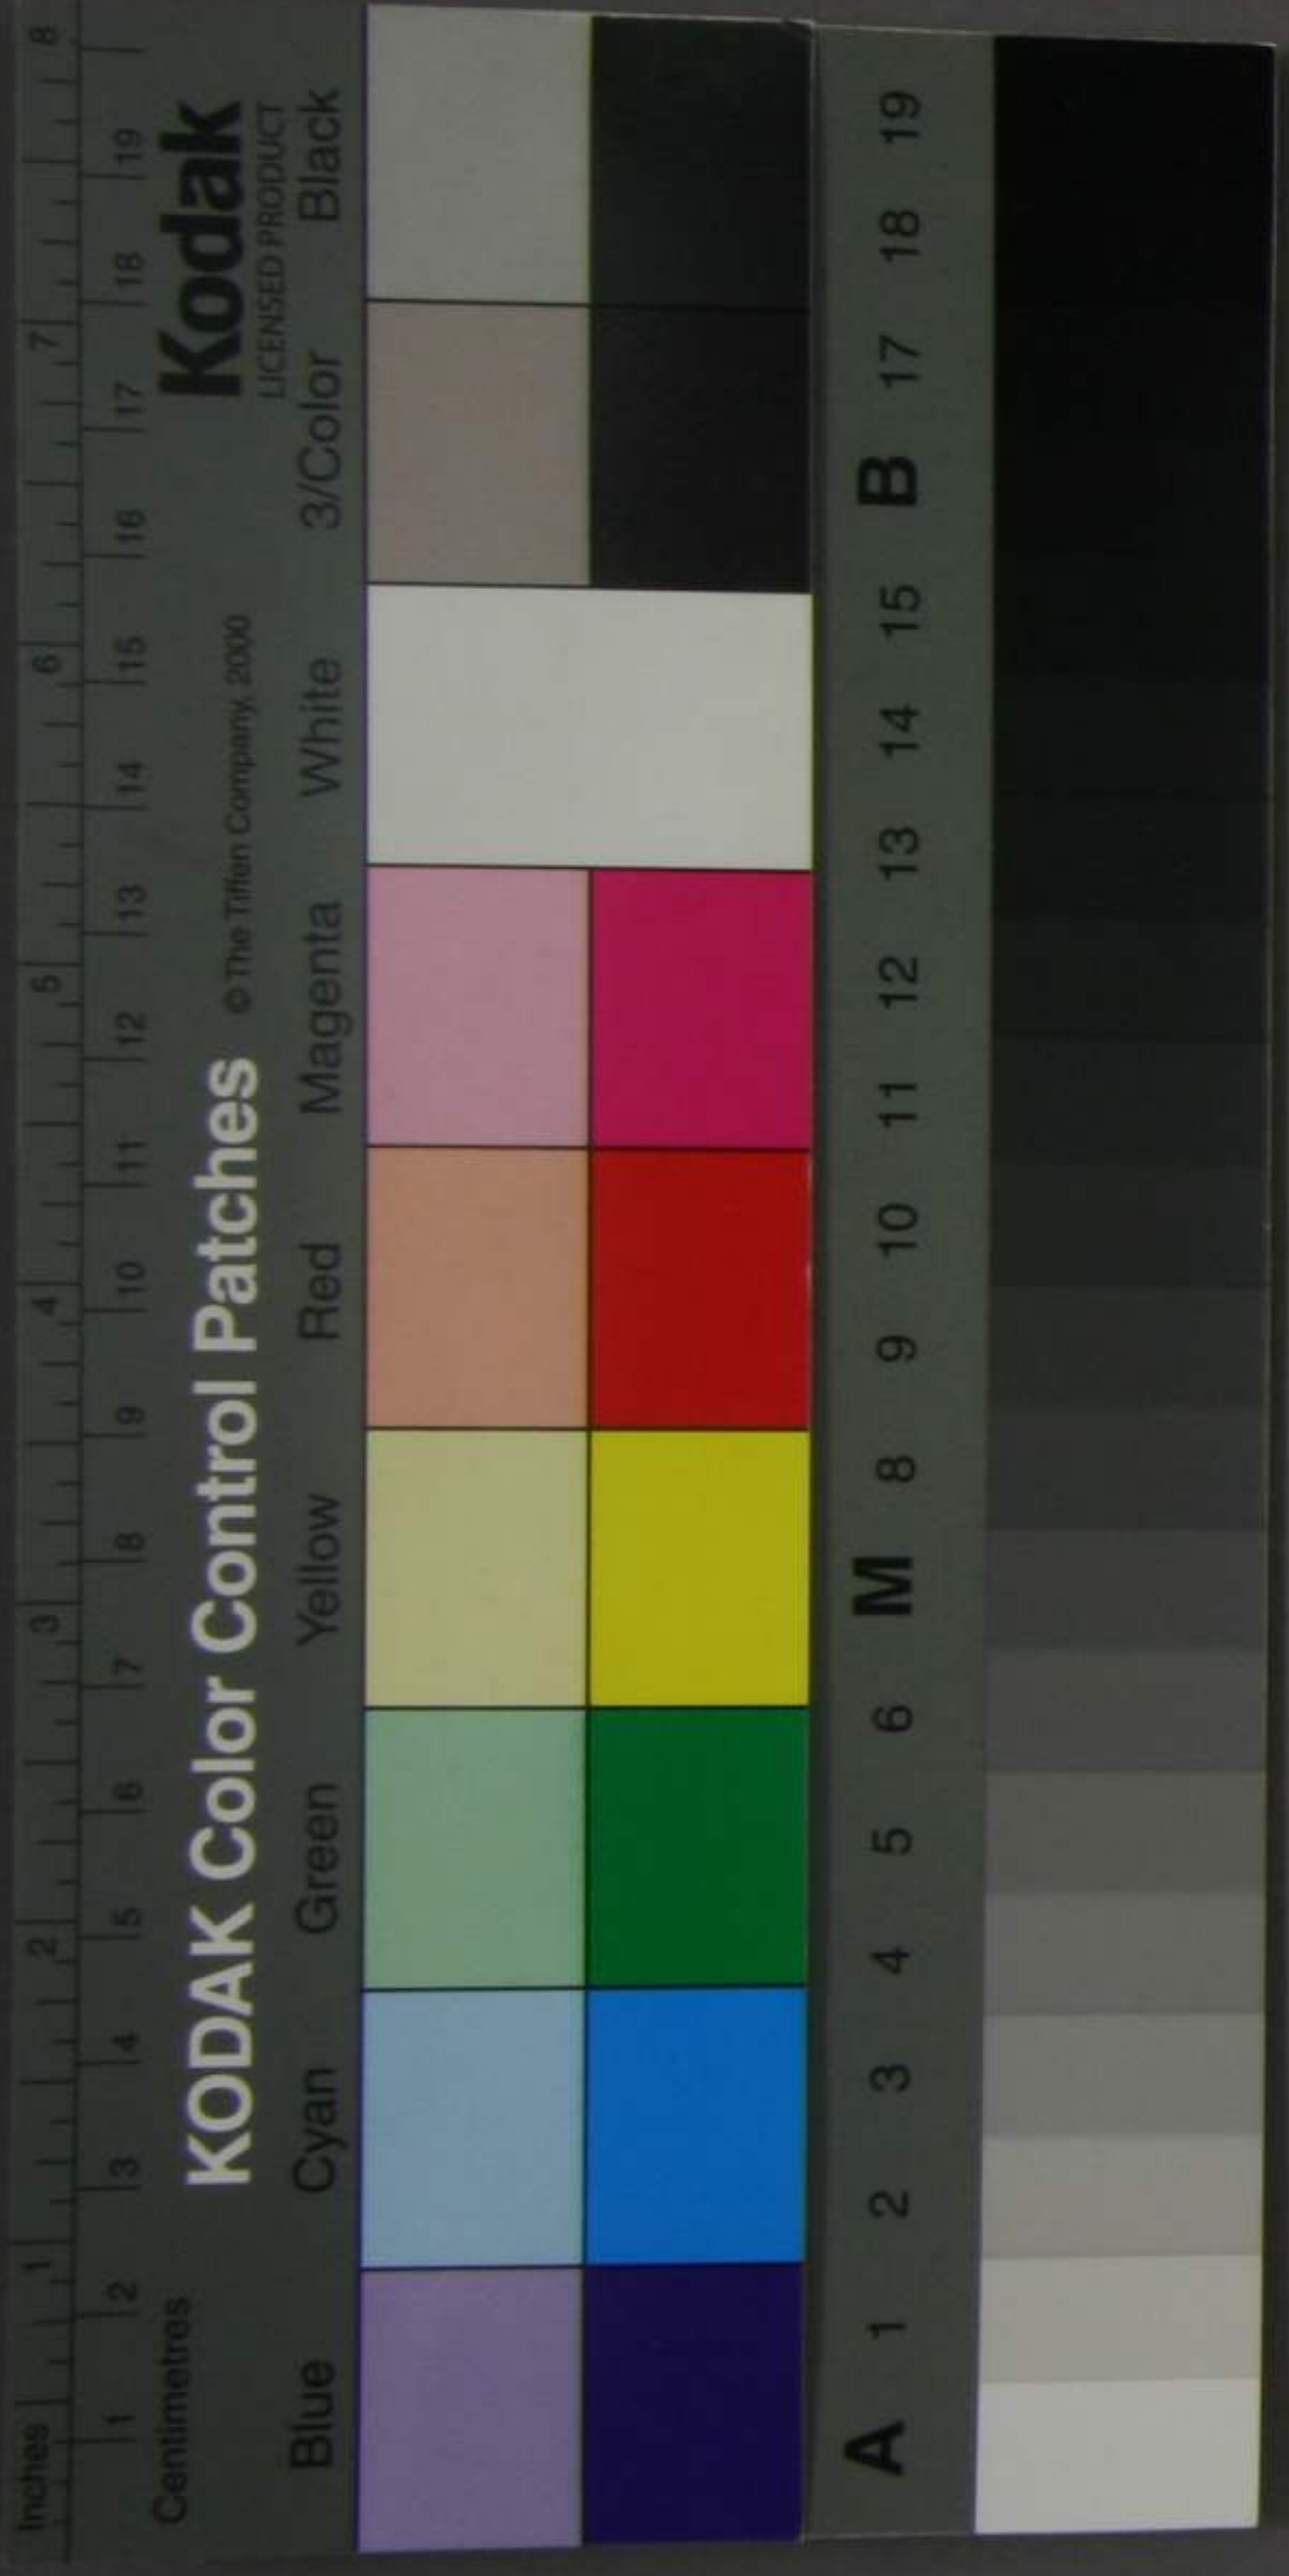 Inches 1 2 3 4 5 6 7 8
Centimetres 1 2 3 4 5 6 7 8 9 10 11 12 13 14 15 16 17 18 19
KODAK Color Control Patches © The Tiffen Company, 2000 Kodak
LICENSED PRODUCT
Blue Cyan Green Yellow Red Magenta White 3/Color Black
A 1 2 3 4 5 6 M 8 9 10 11 12 13 14 15 B 17 18 19